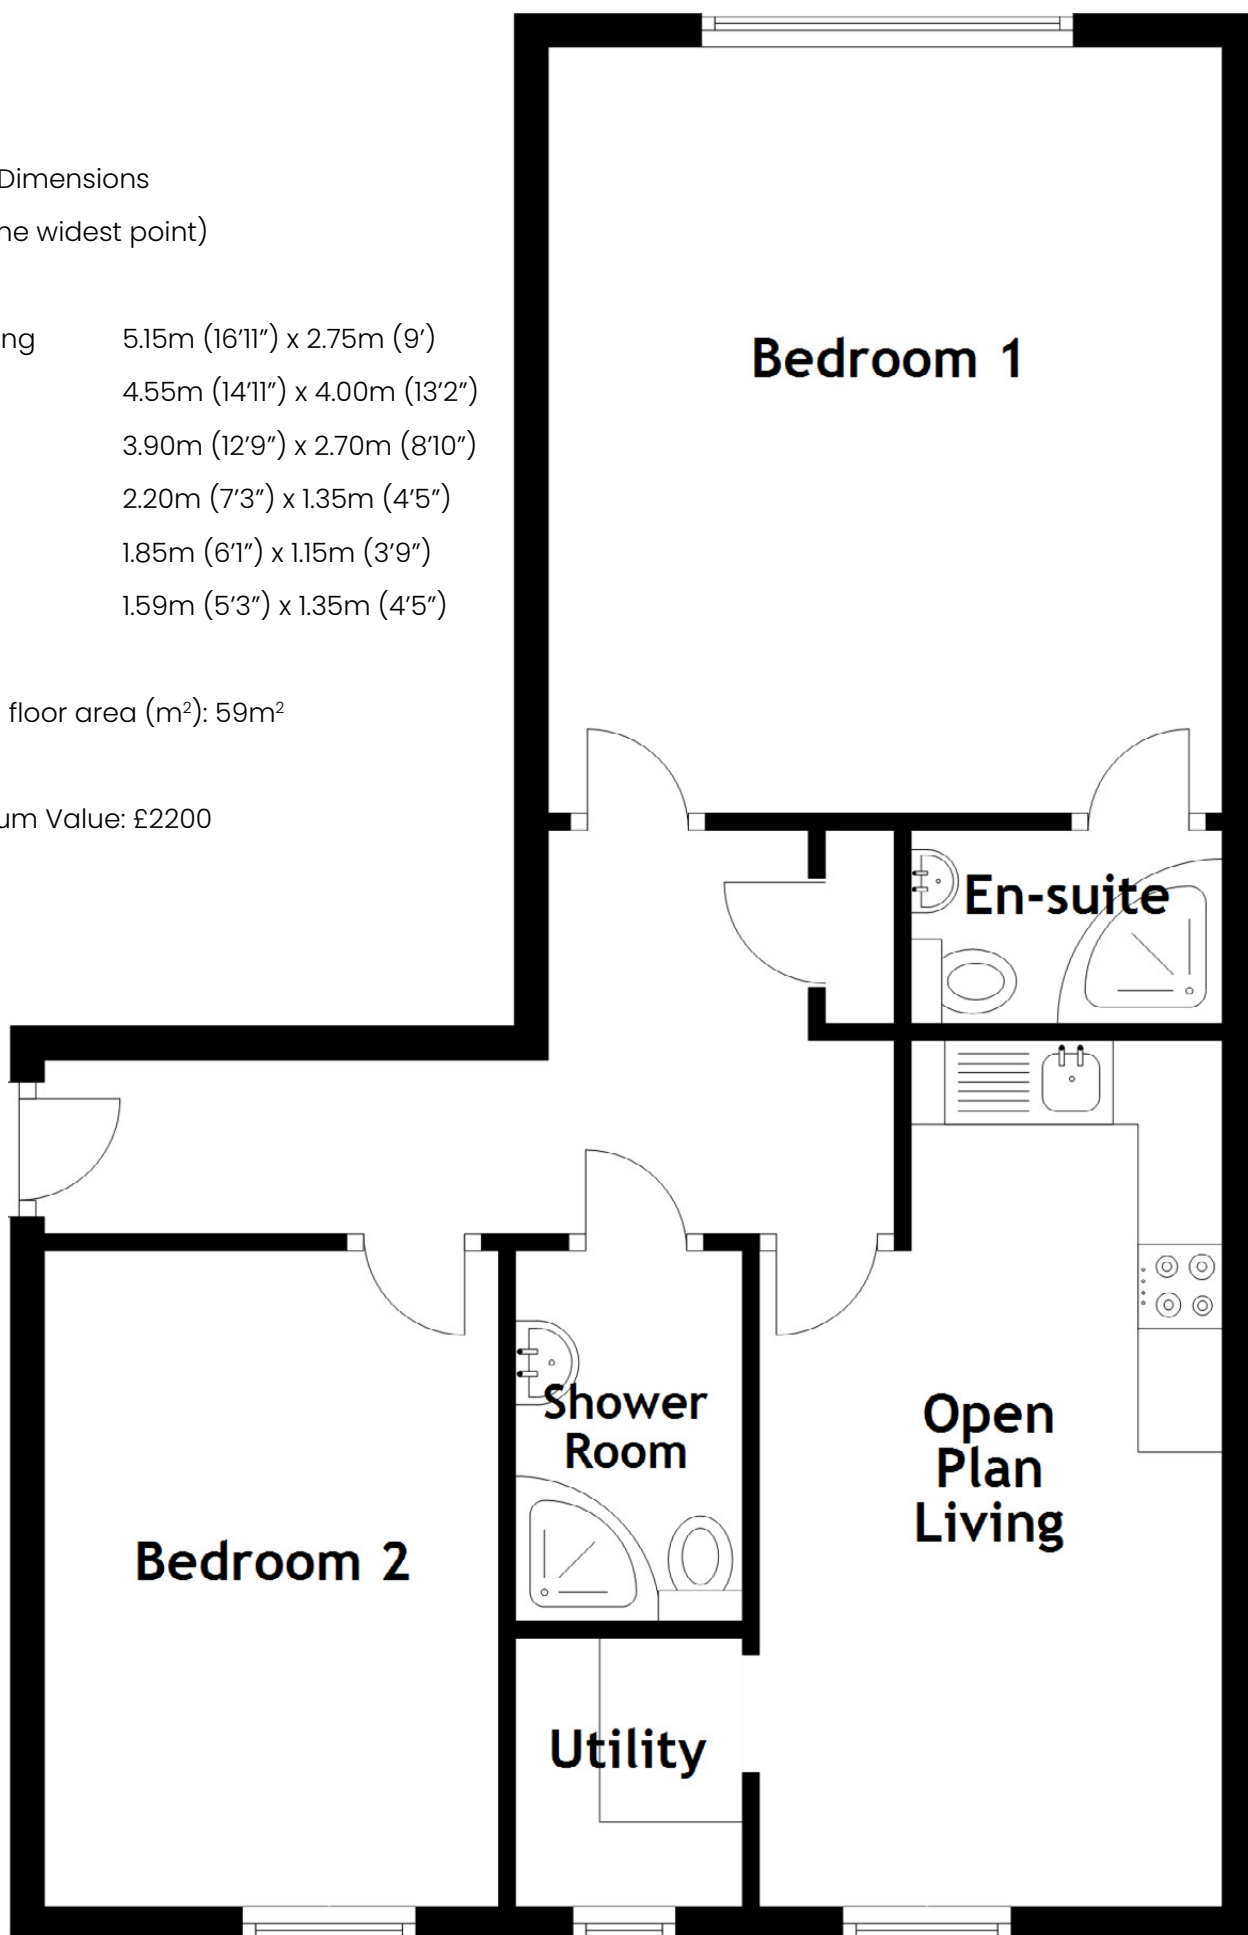 Dimensions
widest point)
5.15m (16’11”) x 2.75m (9’)
4.55m (14’11”) x 4.00m (13’2”)
3.90m (12’9”) x 2.70m (8’10”)
2.20m (7’3”) x 1.35m (4’5”)
1.85m (6’1”) x 1.15m (3’9”)
1.59m (5’3”) x 1.35m (4’5”)
floor area (m²): 59m²
Value: £2200
Bedroom 1
En-suite
Shower
Room
Open
Plan
Living
Bedroom 2
Utility